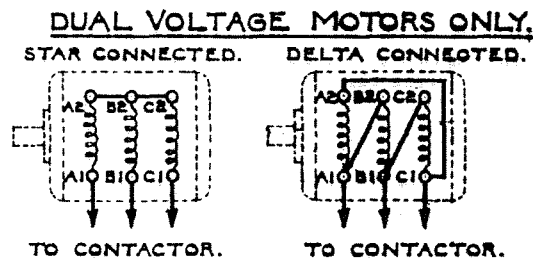 DUAL VOLTAGE MOTORS ONLY.
STAR CONNECTED. DELTA CONNECTED.
A2 B2 C2 A2 B2 C2
A1 B1 C1 A1 B1 C1
TO CONTACTOR. TO CONTACTOR.